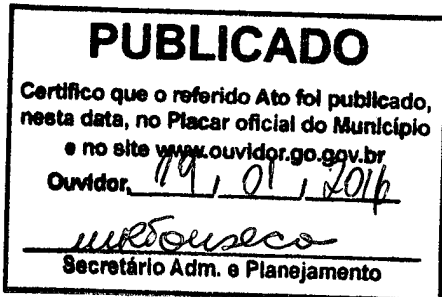 PUBLICADO
Certifico que o referido Ato foi publicado,
nesta data, no Placar oficial do Município
e no site www.ouvidor.go.gov.br
Ouvidor, 19 / 01 / 2016
Secretário Adm. e Planejamento